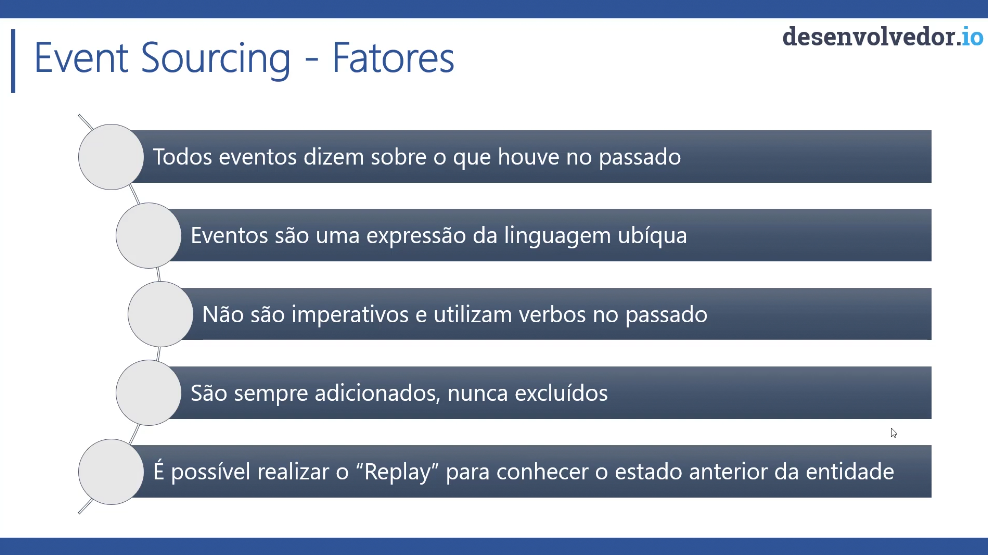 desenvolvedor.io
Event Sourcing - Fatores
Todos eventos dizem sobre o que houve no passado
Eventos são uma expressão da linguagem ubíqua
Não são imperativos e utilizam verbos no passado
São sempre adicionados, nunca excluídos
É possível realizar o “Replay” para conhecer o estado anterior da entidade